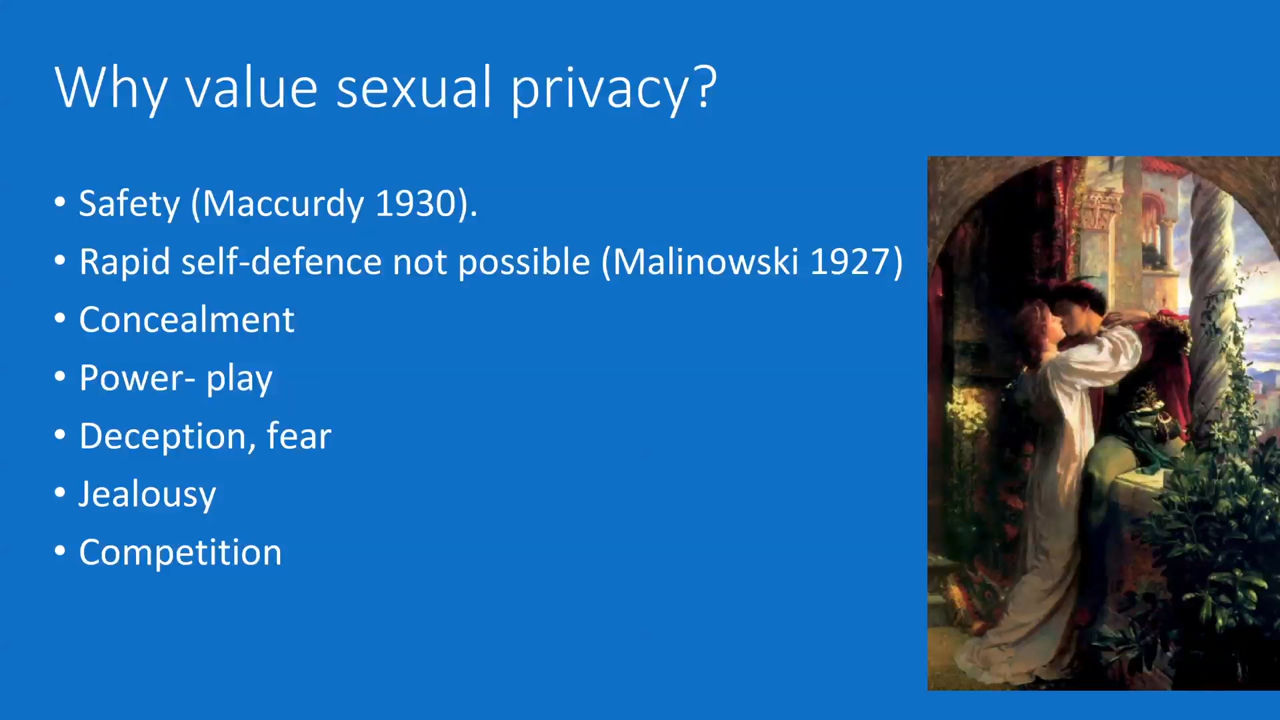 Why value sexual privacy?
• Safety (Maccurdy 1930).
• Rapid self-defence not possible (Malinowski 1927)
• Concealment
• Power- play
• Deception, fear
• Jealousy
• Competition